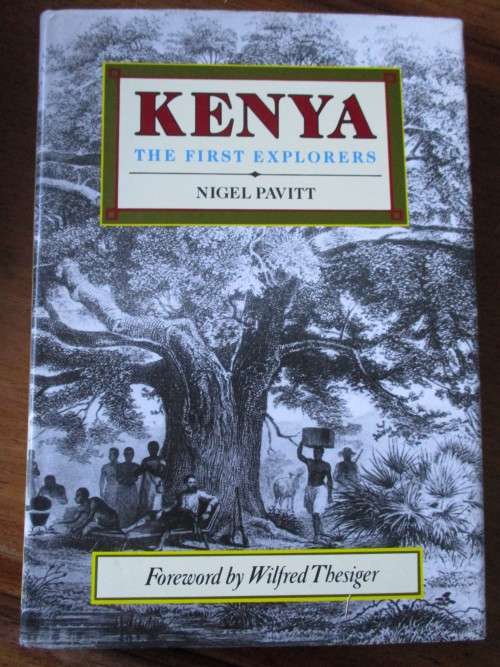 KENYA
THE FIRST EXPLORERS
NIGEL PAVITT
Foreword by Wilfred Thesiger